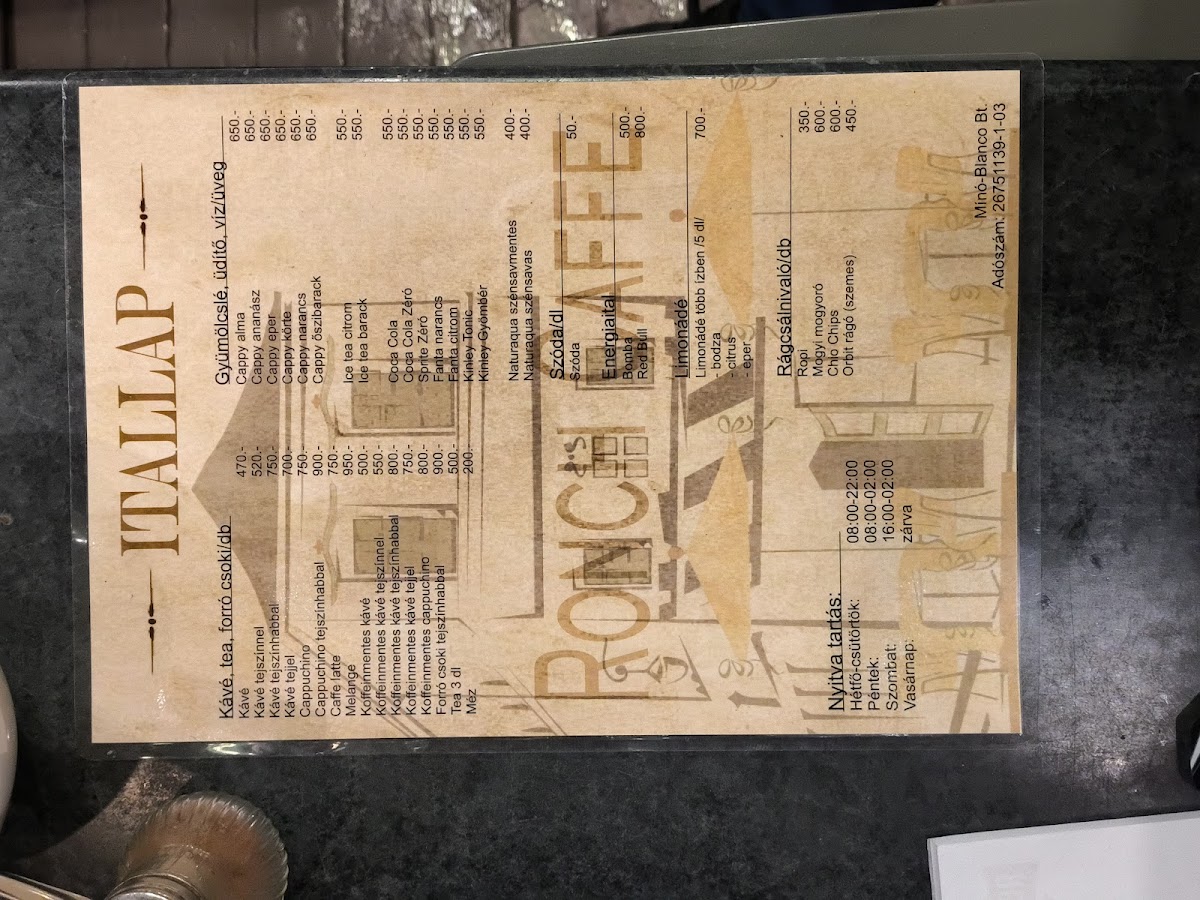 ITALLAP
Kávé, tea, forró csoki/db
Kávé 470.-
Kávé tejszínnel 520.-
Kávé tejszínhabbal 750.-
Kávé tejjel 700.-
Cappuchino 750.-
Cappuchino tejszínhabbal 900.-
Caffe latte 750.-
Melange 950.-
Koffeinmentes kávé 500.-
Koffeinmentes kávé tejszínnel 550.-
Koffeinmentes kávé tejszínhabbal 800.-
Koffeinmentes kávé tejjel 750.-
Koffeinmentes cappuchino 800.-
Forró csoki tejszínhabbal 900.-
Tea 3 dl 500.-
Méz 200.-
Nyitva tartás:
Hétfő-csütörtök: 08:00-22:00
Péntek: 08:00-02:00
Szombat: 16:00-02:00
Vasárnap: zárva
Gyümölcslé, üdítő, víz/üveg
Cappy alma 650.-
Cappy ananász 650.-
Cappy eper 650.-
Cappy körte 650.-
Cappy narancs 650.-
Cappy őszibarack 650.-
Ice tea citrom 550.-
Ice tea barack 550.-
Coca Cola 550.-
Coca Cola Zéró 550.-
Sprite Zéró 550.-
Fanta narancs 550.-
Fanta citrom 550.-
Kinley Tonic 550.-
Kinley Gyömbér 550.-
Naturaqua szénsavmentes 400.-
Naturaqua szénsavas 400.-
Szóda/dl
Szóda 50.-
Energiaital
Bomba 500.-
Red Bull 800.-
Limonádé
Limonádé több ízben /5 dl/ 700.-
- bodza
- citrus
- eper
Rágcsálnivaló/db
Ropi 350.-
Mogyi mogyoró 600.-
Chio Chips 600.-
Orbit rágó (szemes) 450.-
RONCI CAFFE
Minó-Blanco Bt.
Adószám: 26751139-1-03